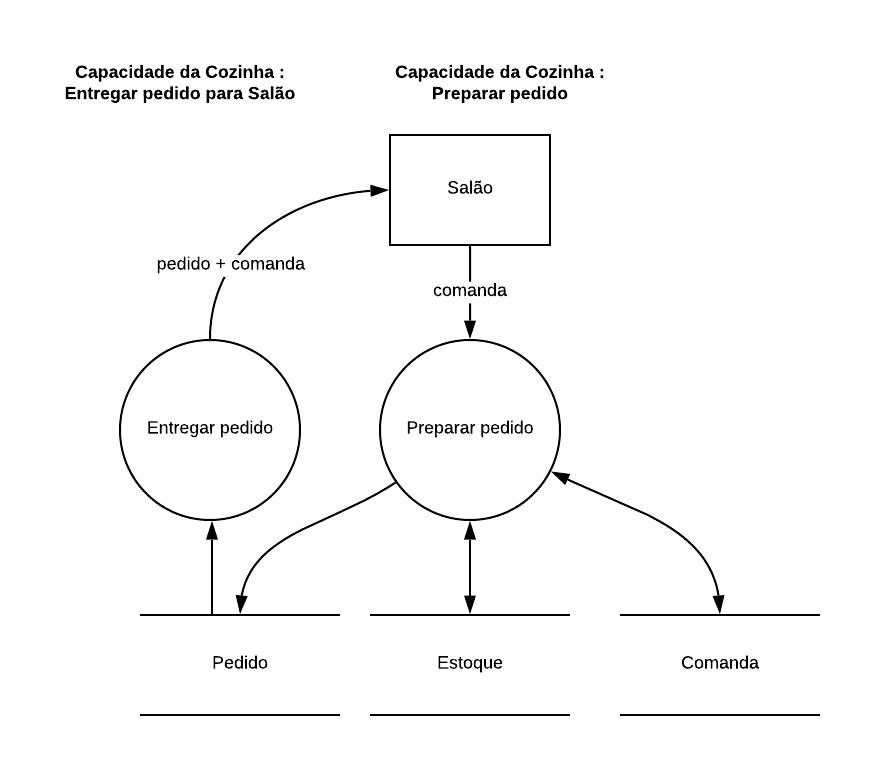 Capacidade da Cozinha :
Entregar pedido para Salão
Capacidade da Cozinha :
Preparar pedido
Salão
pedido + comanda
comanda
Entregar pedido
Preparar pedido
Pedido
Estoque
Comanda